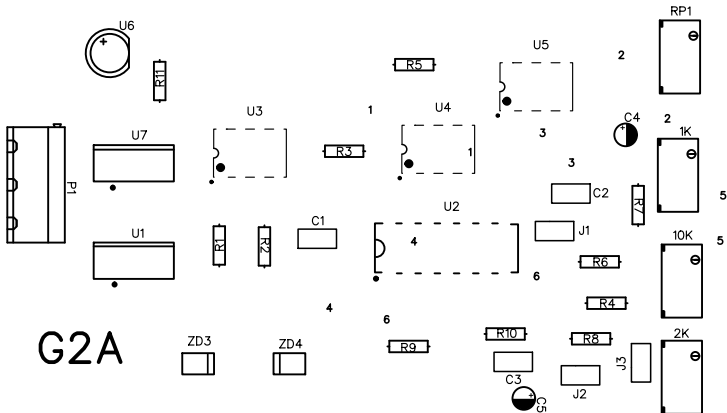 U6
RP1
U5
2
R5
R11
1
U3
U4
C4
2
1K
3
U7
R3
1
3
P1
C2
R7
5
C1
U2
J1
U1
R1
R2
4
10K
5
R6
6
R4
4
6
G2A
ZD3
ZD4
R10
R8
2K
R9
J3
C3
J2
C5